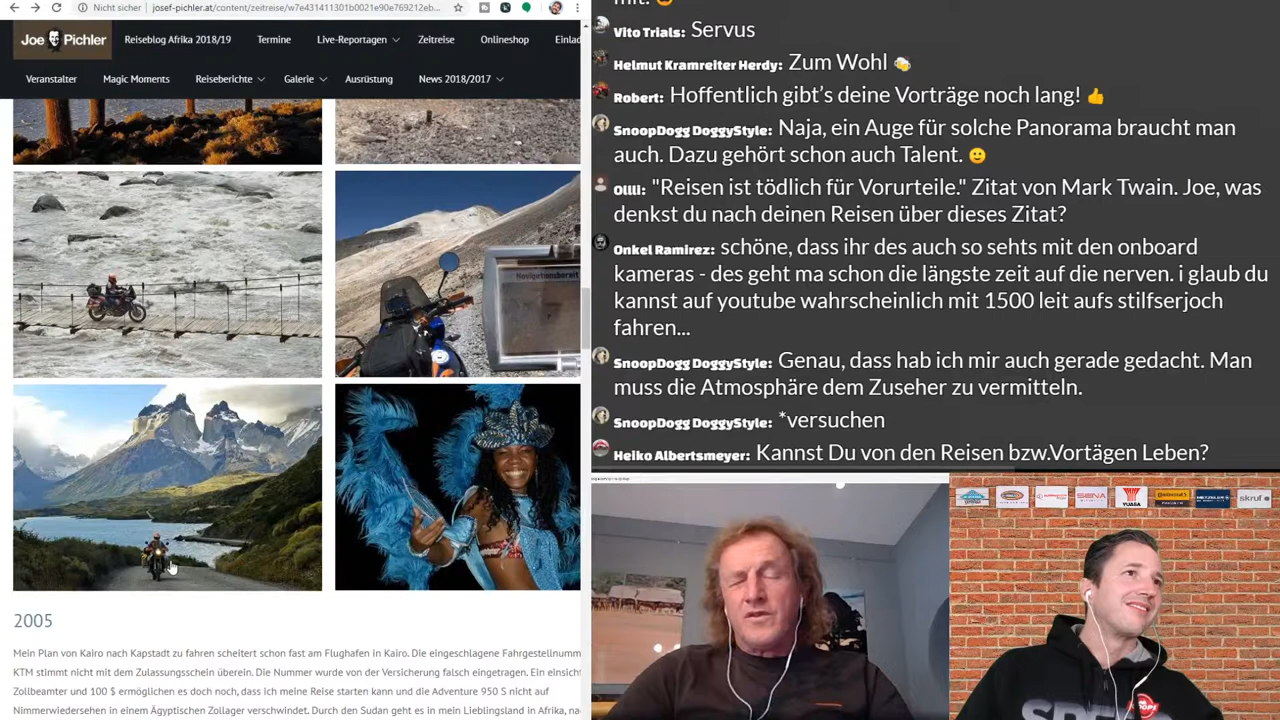 Nicht sicher | josef-pichler.at/content/zeitreise/w7e431411301b0021e90e769212eb...
Joe Pichler
Reiseblog Afrika 2018/19
Termine
Live-Reportagen
Zeitreise
Onlineshop
Einlad
Veranstalter
Magic Moments
Reiseberichte
Galerie
Ausrüstung
News 2018/2017
Navigationsbereit
2005
Mein Plan von Kairo nach Kapstadt zu fahren scheitert schon fast am Flughafen in Kairo. Die eingeschlagene Fahrgestellnumm
KTM stimmt nicht mit dem Zulassungsschein überein. Die Nummer wurde von der Versicherung falsch eingetragen. Ein einsich
Zollbeamter und 100 $ ermöglichen es doch noch, dass ich meine Reise starten kann und die Adventure 950 S nicht auf
Nimmerwiedersehen in einem Ägyptischen Zollager verschwindet. Durch den Sudan geht es in mein Lieblingsland in Afrika, na
mit. 
Vito Trials: Servus
Helmut Kramreiter Herdy: Zum Wohl 🍻
Robert: Hoffentlich gibt's deine Vorträge noch lang! 👍
SnoopDogg DoggyStyle: Naja, ein Auge für solche Panorama braucht man
auch. Dazu gehört schon auch Talent. 🙂
Ollli: "Reisen ist tödlich für Vorurteile." Zitat von Mark Twain. Joe, was
denkst du nach deinen Reisen über dieses Zitat?
Onkel Ramirez: schöne, dass ihr des auch so sehts mit den onboard
kameras - des geht ma schon die längste zeit auf die nerven. i glaub du
kannst auf youtube wahrscheinlich mit 1500 leit aufs stilfserjoch
fahren...
SnoopDogg DoggyStyle: Genau, dass hab ich mir auch gerade gedacht. Man
muss die Atmosphäre dem Zuseher zu vermitteln.
SnoopDogg DoggyStyle: *versuchen
Heiko Albertsmeyer: Kannst Du von den Reisen bzw.Vortägen Leben?
SENA
YUASA
METZELER
skruf